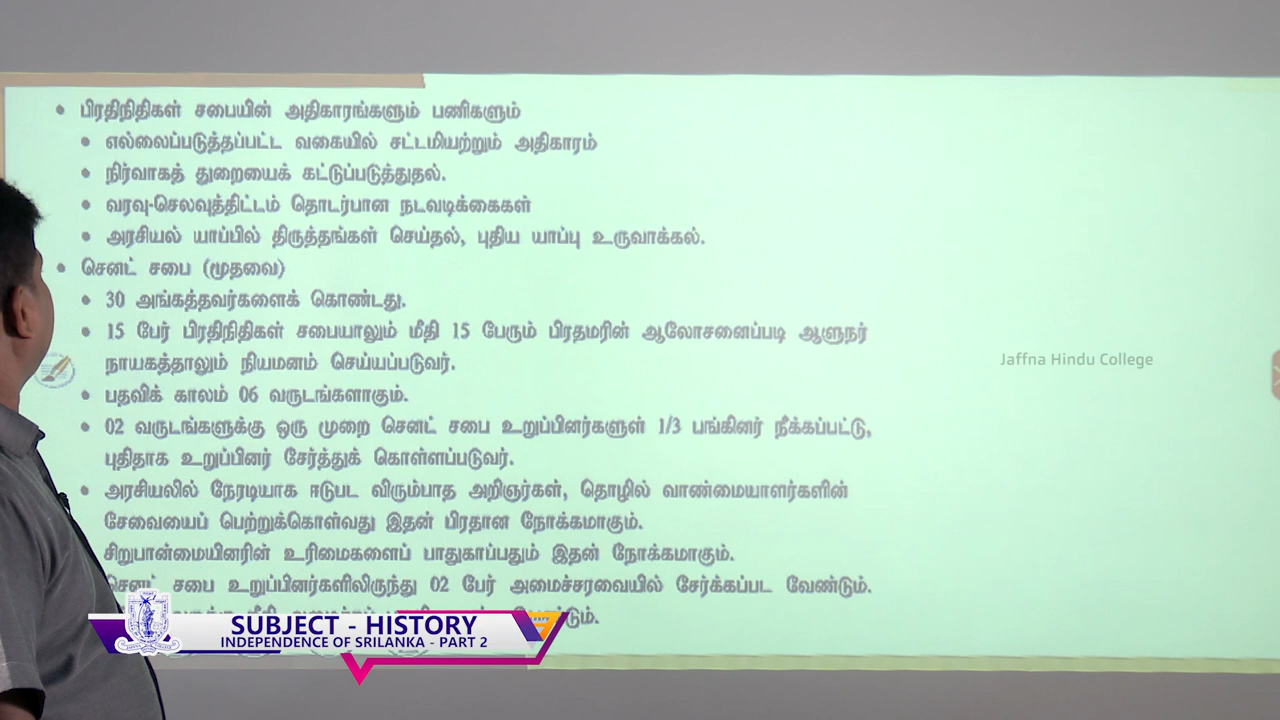 • பிரதிநிதிகள் சபையின் அதிகாரங்களும் பணிகளும்
• எல்லைப்படுத்தப்பட்ட வகையில் சட்டமியற்றும் அதிகாரம்
• நிர்வாகத் துறையைக் கட்டுப்படுத்துதல்.
• வரவு-செலவுத்திட்டம் தொடர்பான நடவடிக்கைகள்
• அரசியல் யாப்பில் திருத்தங்கள் செய்தல், புதிய யாப்பு உருவாக்கல்.
• செனட் சபை (மூதவை)
• 30 அங்கத்தவர்களைக் கொண்டது.
• 15 பேர் பிரதிநிதிகள் சபையாலும் மீதி 15 பேரும் பிரதமரின் ஆலோசனைப்படி ஆளுநர்
நாயகத்தாலும் நியமனம் செய்யப்படுவர்.
Jaffna Hindu College
• பதவிக் காலம் 06 வருடங்களாகும்.
• 02 வருடங்களுக்கு ஒரு முறை செனட் சபை உறுப்பினர்களுள் 1/3 பங்கினர் நீக்கப்பட்டு,
புதிதாக உறுப்பினர் சேர்த்துக் கொள்ளப்படுவர்.
• அரசியலில் நேரடியாக ஈடுபட விரும்பாத அறிஞர்கள், தொழில் வாண்மையாளர்களின்
சேவையைப் பெற்றுக்கொள்வது இதன் பிரதான நோக்கமாகும்.
சிறுபான்மையினரின் உரிமைகளைப் பாதுகாப்பதும் இதன் நோக்கமாகும்.
செனட் சபை உறுப்பினர்களிலிருந்து 02 பேர் அமைச்சரவையில் சேர்க்கப்பட வேண்டும்.
SUBJECT - HISTORY
INDEPENDENCE OF SRILANKA - PART 2